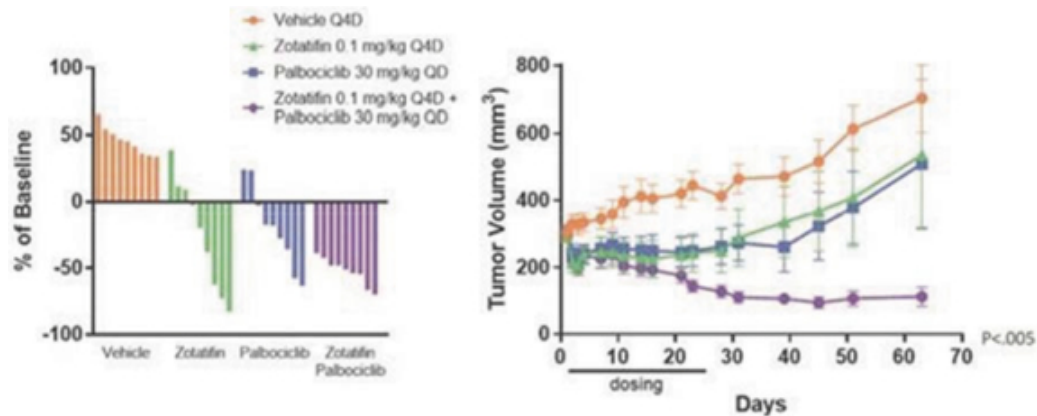 Vehicle Q4D
Zotatifin 0.1 mg/kg Q4D
Palbociclib 30 mg/kg QD
Zotatifin 0.1 mg/kg Q4D +
Palbociclib 30 mg/kg QD
% of Baseline
100
50
0
-50
-100
Vehicle
Zotatifin
Palbociclib
Zotatifin
Palbociclib
Tumor Volume (mm³)
800
600
400
200
0
0
10
20
30
40
50
60
70
dosing
Days
P<.005